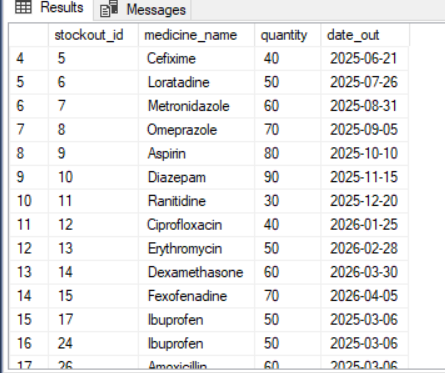 Results Messages
stockout_id medicine_name quantity date_out
4 5 Cefixime 40 2025-06-21
5 6 Loratadine 50 2025-07-26
6 7 Metronidazole 60 2025-08-31
7 8 Omeprazole 70 2025-09-05
8 9 Aspirin 80 2025-10-10
9 10 Diazepam 90 2025-11-15
10 11 Ranitidine 30 2025-12-20
11 12 Ciprofloxacin 40 2026-01-25
12 13 Erythromycin 50 2026-02-28
13 14 Dexamethasone 60 2026-03-30
14 15 Fexofenadine 70 2026-04-05
15 17 Ibuprofen 50 2025-03-06
16 24 Ibuprofen 50 2025-03-06
17 26 Amoxicillin 60 2025-03-06